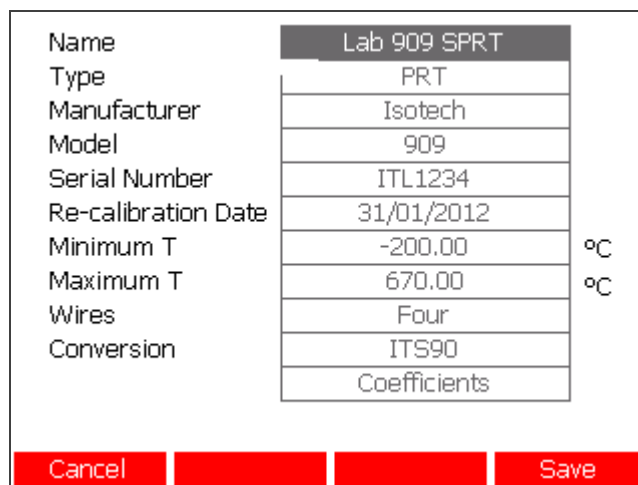 Name Lab 909 SPRT
Type PRT
Manufacturer Isotech
Model 909
Serial Number ITL1234
Re-calibration Date 31/01/2012
Minimum T -200.00 ºC
Maximum T 670.00 ºC
Wires Four
Conversion ITS90
Coefficients
Cancel Save